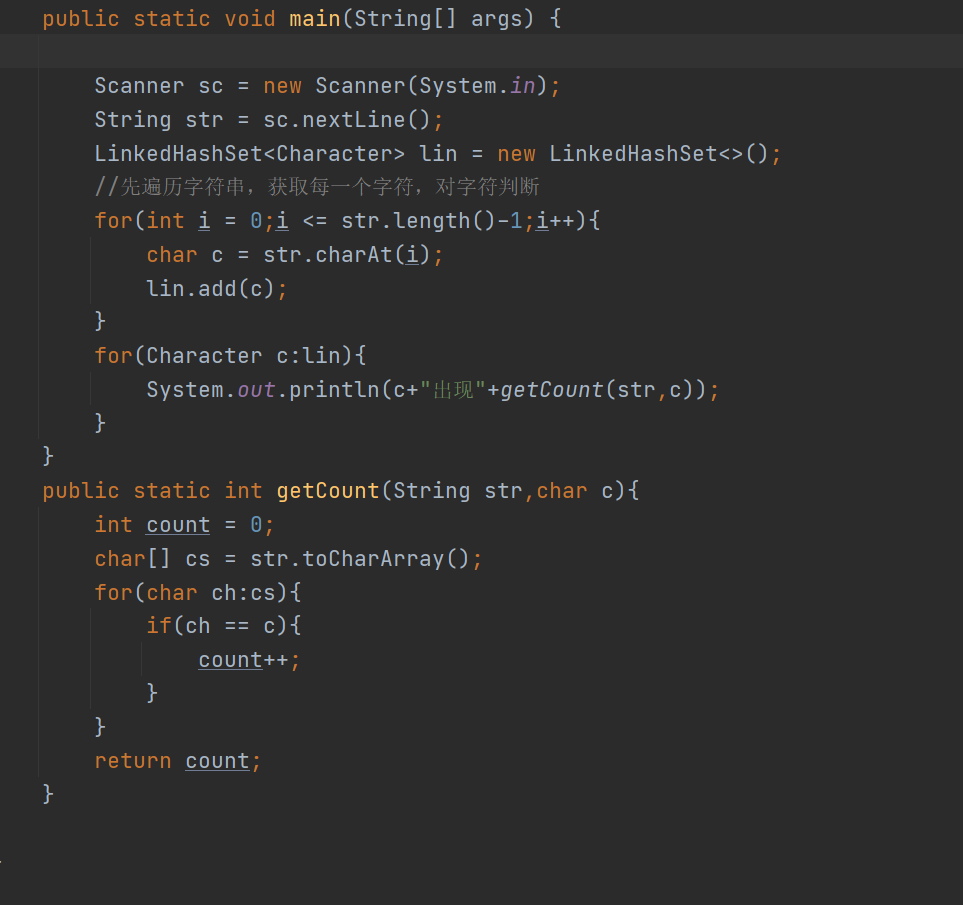 public static void main(String[] args) {
Scanner sc = new Scanner(System.in);
String str = sc.nextLine();
LinkedHashSet<Character> lin = new LinkedHashSet<>();
//先遍历字符串，获取每一个字符，对字符判断
for(int i = 0;i <= str.length()-1;i++){
char c = str.charAt(i);
lin.add(c);
}
for(Character c:lin){
System.out.println(c+"出现"+getCount(str,c));
}
}
public static int getCount(String str,char c){
int count = 0;
char[] cs = str.toCharArray();
for(char ch:cs){
if(ch == c){
count++;
}
}
return count;
}